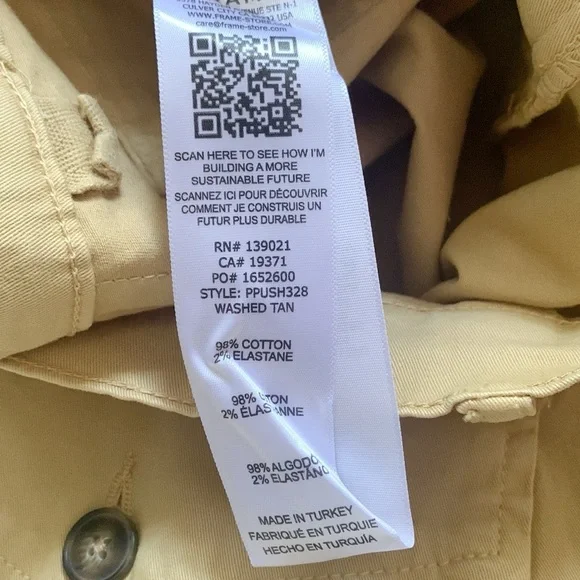 CULVER CITY
USA
WWW.FRAME-STORE
care@frame-store.com
SCAN HERE TO SEE HOW I'M
BUILDING A MORE
SUSTAINABLE FUTURE
SCANNEZ ICI POUR DÉCOUVRIR
COMMENT JE CONSTRUIS UN
FUTUR PLUS DURABLE
RN# 139021
CA# 19371
PO# 1652600
STYLE: PPUSH328
WASHED TAN
98% COTTON
2% ELASTANE
98%
2%
98% ALGODÓ
2% ELASTANO
MADE IN TURKEY
FABRIQUÉ EN TURQUIE
HECHO EN TURQUÍA